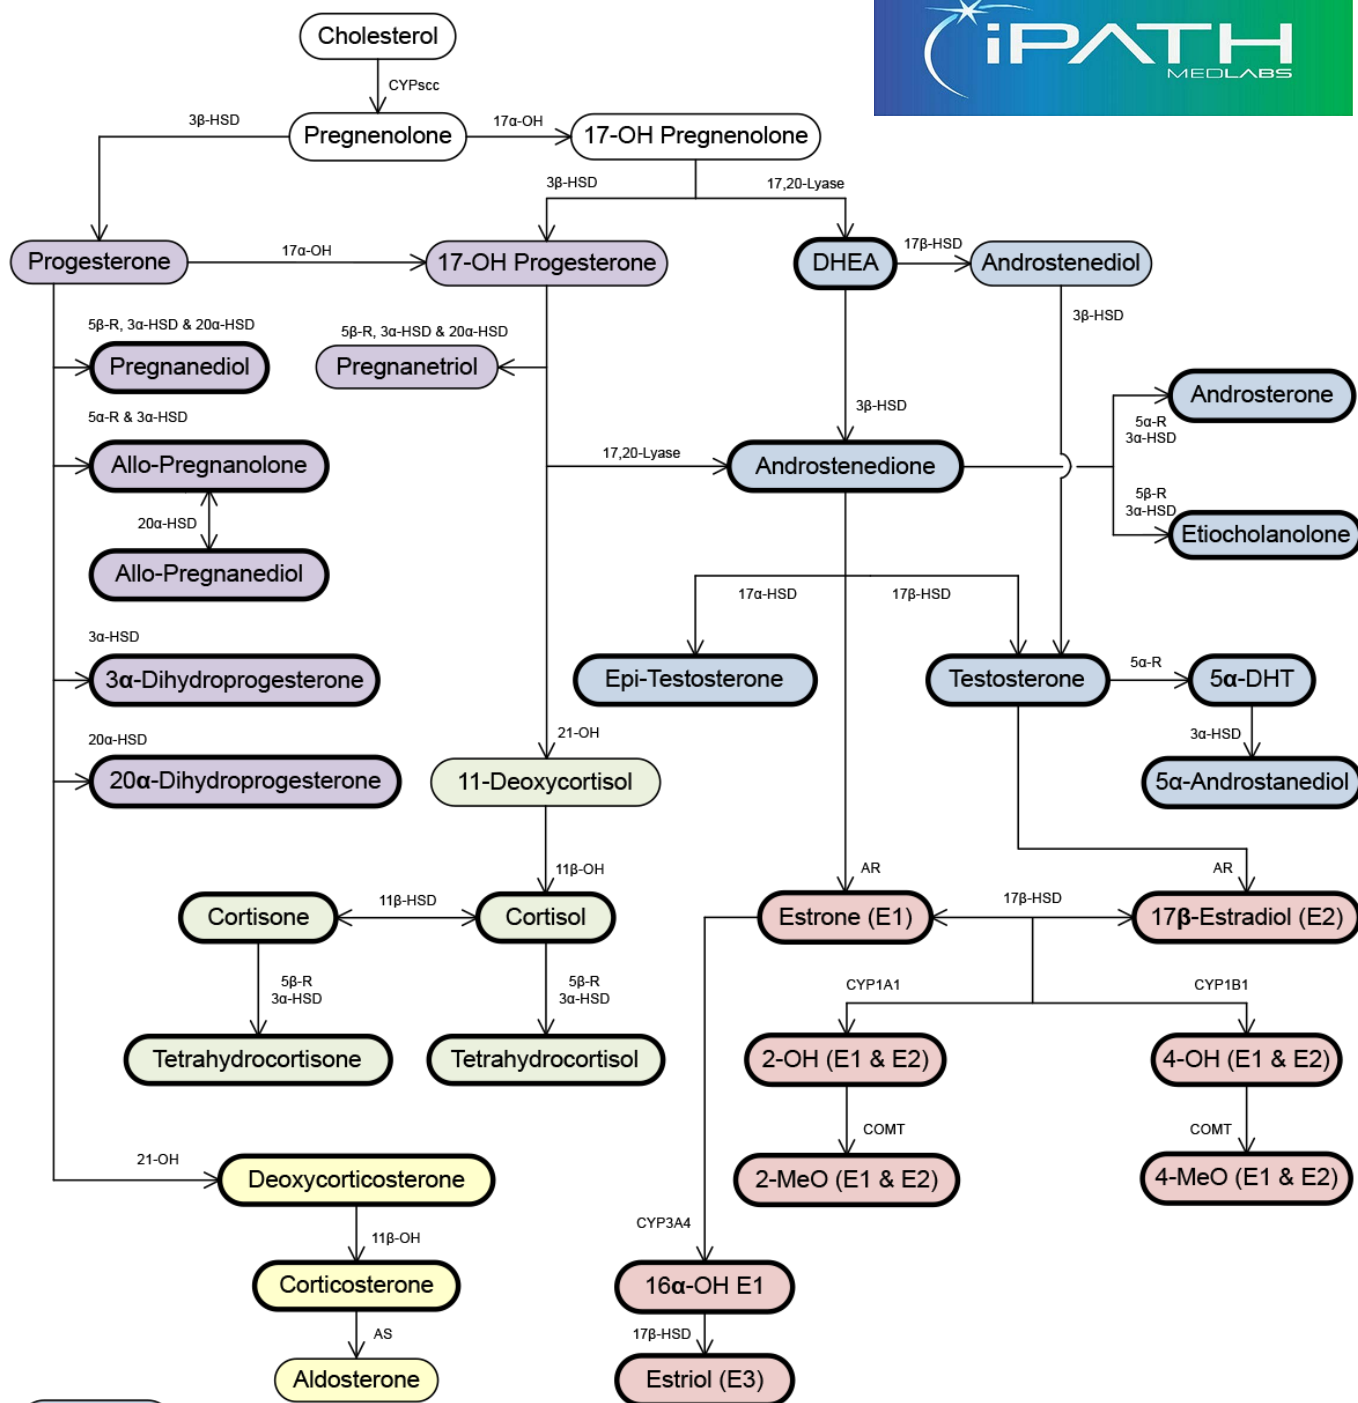 iPATH
MEDLABS
Cholesterol
CYPscc
3β-HSD
Pregnenolone
17α-OH
17-OH Pregnenolone
3β-HSD
17,20-Lyase
Progesterone
17α-OH
17-OH Progesterone
DHEA
17β-HSD
Androstenediol
3β-HSD
5β-R, 3α-HSD & 20α-HSD
Pregnanediol
5β-R, 3α-HSD & 20α-HSD
Pregnanetriol
Androsterone
5α-R
3α-HSD
3β-HSD
5α-R & 3α-HSD
Allo-Pregnanolone
17,20-Lyase
Androstenedione
5β-R
3α-HSD
Etiocholanolone
20α-HSD
Allo-Pregnanediol
17α-HSD
17β-HSD
3α-HSD
3α-Dihydroprogesterone
Epi-Testosterone
Testosterone
5α-R
5α-DHT
20α-HSD
20α-Dihydroprogesterone
21-OH
11-Deoxycortisol
3α-HSD
5α-Androstanediol
11β-OH
AR
AR
Cortisone
11β-HSD
Cortisol
Estrone (E1)
17β-HSD
17β-Estradiol (E2)
5β-R
3α-HSD
5β-R
3α-HSD
CYP1A1
CYP1B1
Tetrahydrocortisone
Tetrahydrocortisol
2-OH (E1 & E2)
4-OH (E1 & E2)
COMT
COMT
21-OH
Deoxycorticosterone
2-MeO (E1 & E2)
4-MeO (E1 & E2)
11β-OH
CYP3A4
Corticosterone
16α-OH E1
AS
17β-HSD
Aldosterone
Estriol (E3)